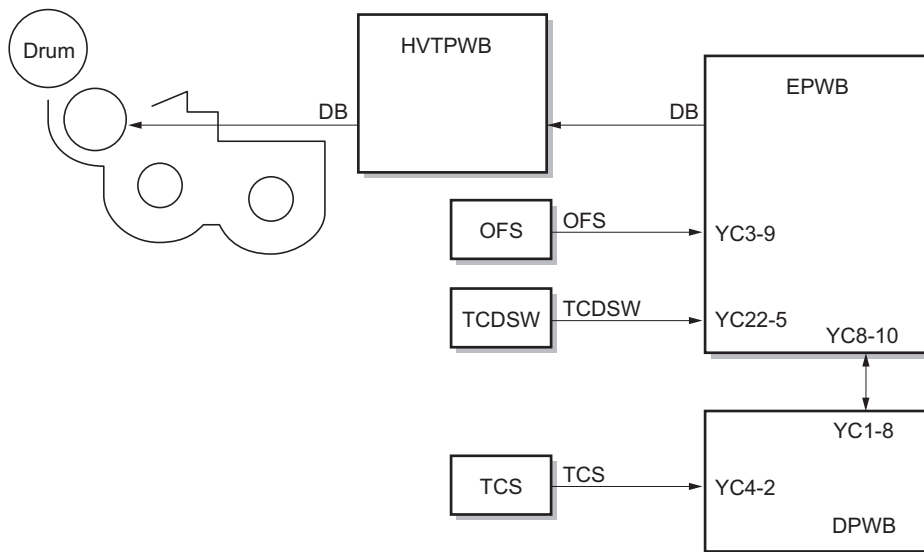 HVTPWB
Drum
EPWB
DB
DB
OFS
OFS
YC3-9
TCDSW
TCDSW
YC22-5
YC8-10
YC1-8
TCS
TCS
YC4-2
DPWB